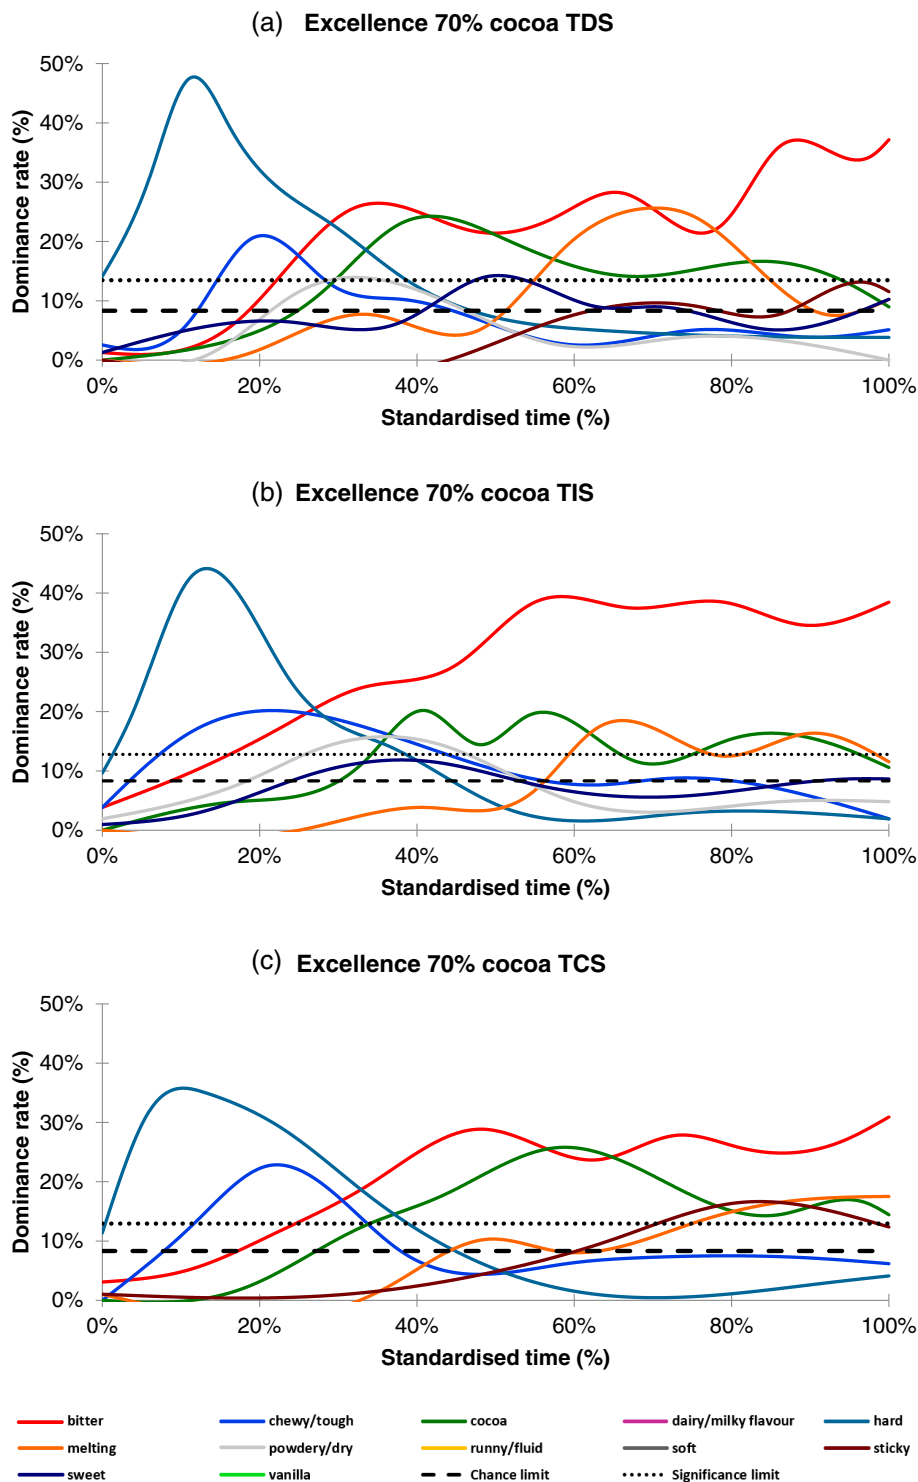 (a) Excellence 70% cocoa TDS
50%
40%
30%
20%
10%
0%
Dominance rate (%)
0% 20% 40% 60% 80% 100%
Standardised time (%)
(b) Excellence 70% cocoa TIS
50%
40%
30%
20%
10%
0%
Dominance rate (%)
0% 20% 40% 60% 80% 100%
Standardised time (%)
(c) Excellence 70% cocoa TCS
50%
40%
30%
20%
10%
0%
Dominance rate (%)
0% 20% 40% 60% 80% 100%
Standardised time (%)
bitter chewy/tough cocoa dairy/milky flavour hard
melting powdery/dry runny/fluid soft sticky
sweet vanilla Chance limit Significance limit